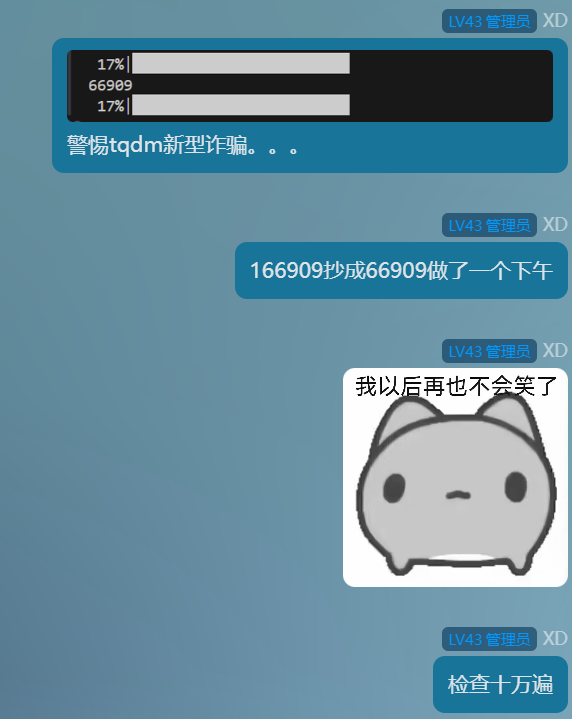 LV43 管理员 XD
17%|
66909
17%|
警惕tqdm新型诈骗。。。
LV43 管理员 XD
166909抄成66909做了一个下午
LV43 管理员 XD
我以后再也不会笑了
LV43 管理员 XD
检查十万遍